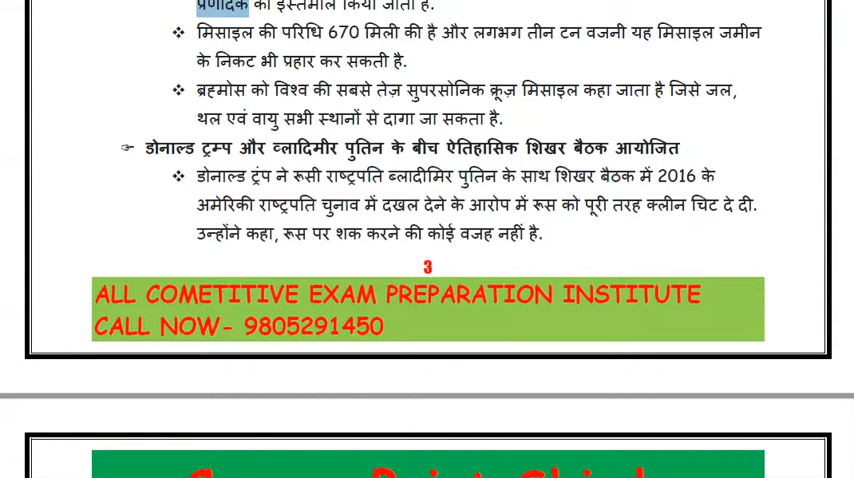 प्रणोदक का इस्तेमाल किया जाता है.
❖ मिसाइल की परिधि 670 मिली की है और लगभग तीन टन वजनी यह मिसाइल जमीन
के निकट भी प्रहार कर सकती है.
❖ ब्रह्मोस को विश्व की सबसे तेज़ सुपरसोनिक क्रूज़ मिसाइल कहा जाता है जिसे जल,
थल एवं वायु सभी स्थानों से दागा जा सकता है.
☞ डोनाल्ड ट्रम्प और व्लादिमीर पुतिन के बीच ऐतिहासिक शिखर बैठक आयोजित
❖ डोनाल्ड ट्रंप ने रूसी राष्ट्रपति ब्लादीमिर पुतिन के साथ शिखर बैठक में 2016 के
अमेरिकी राष्ट्रपति चुनाव में दखल देने के आरोप में रूस को पूरी तरह क्लीन चिट दे दी.
उन्होंने कहा, रूस पर शक करने की कोई वजह नहीं है.
3
ALL COMETITIVE EXAM PREPARATION INSTITUTE
CALL NOW- 9805291450